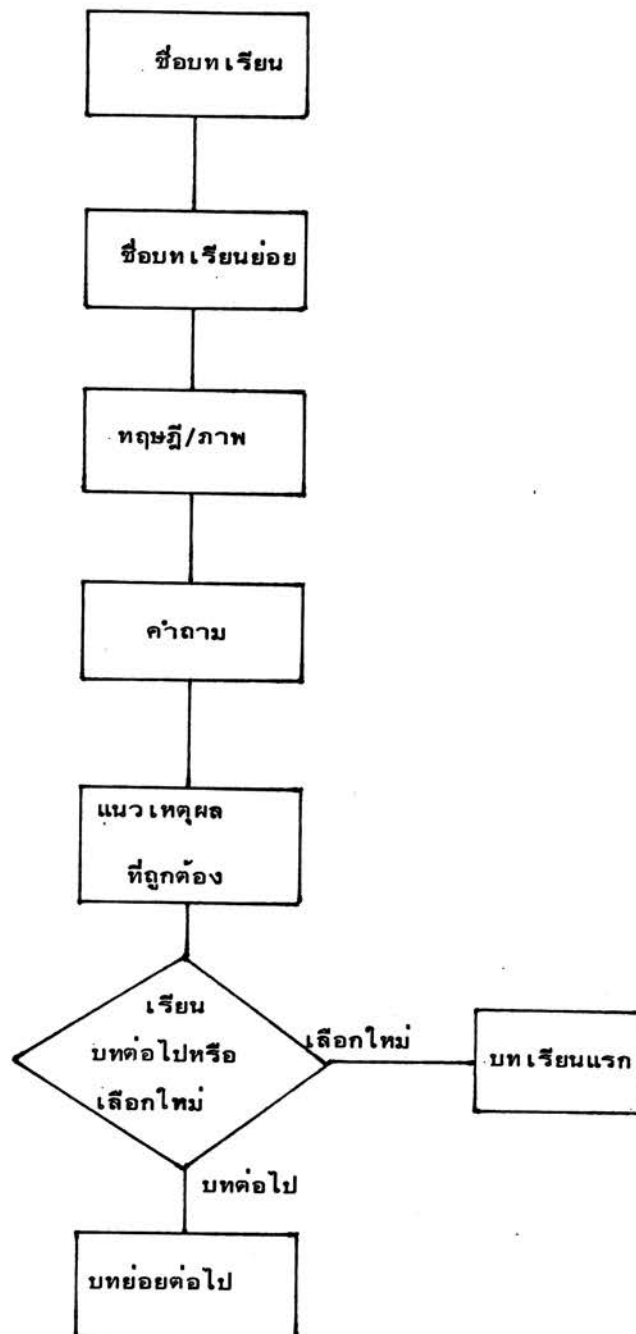 ชื่อบทเรียน
ชื่อบทเรียนย่อย
ทฤษฎี/ภาพ
คำถาม
แนวเหตุผล
ที่ถูกต้อง
เรียน
บทต่อไปหรือ
เลือกใหม่
เลือกใหม่
บทเรียนแรก
บทต่อไป
บทย่อยต่อไป